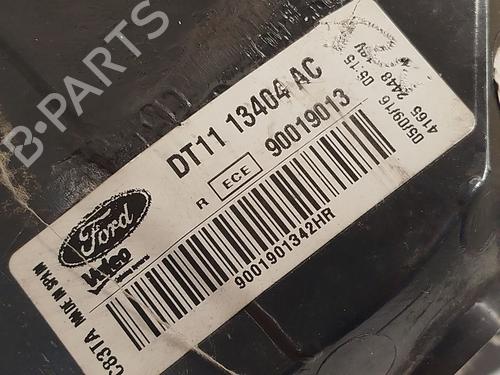 B-PARTS
DT11 13404 AC
R ECE 90019013
Ford
Valeo
MADE IN SPAIN
9001901342HR
C83TA
05/09/16 05:15
4165 2448